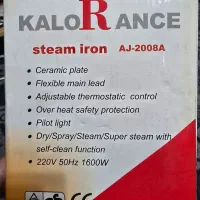 KALORANCE
steam iron AJ-2008A
• Ceramic plate
• Flexible main lead
• Adjustable thermostatic control
• Over heat safety protection
• Pilot light
• Dry/Spray/Steam/Super steam with
self-clean function
• 220V 50Hz 1600W
CE